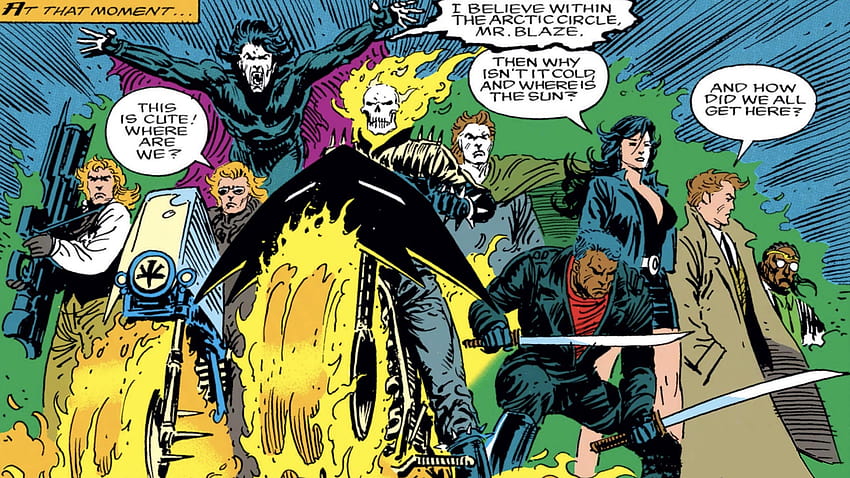 AT THAT MOMENT...
I BELIEVE WITHIN
THE ARCTIC CIRCLE,
MR. BLAZE.
THIS
IS CUTE!
WHERE
ARE
WE?
THEN WHY
ISN'T IT COLD,
AND WHERE IS
THE SUN?
AND HOW
DID WE ALL
GET HERE?